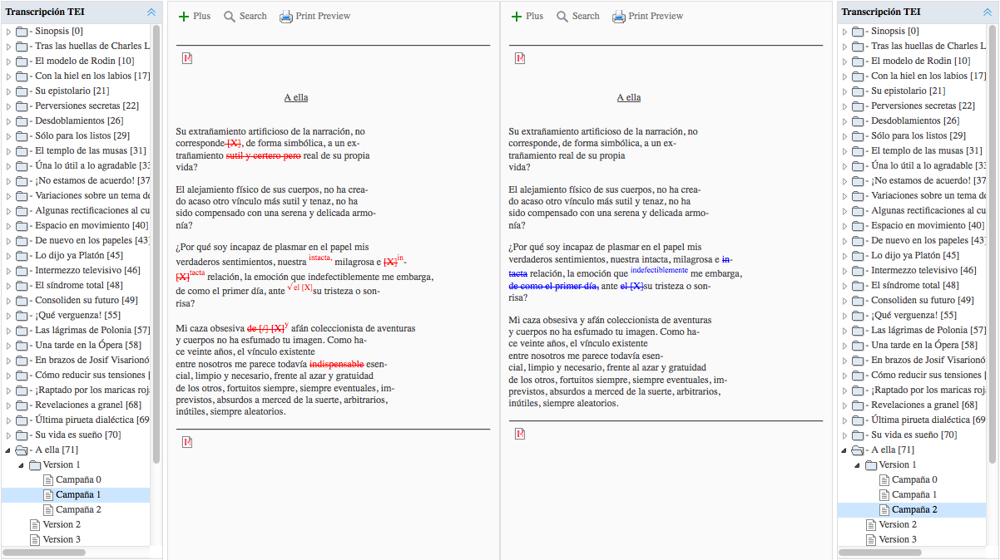 Transcripción TEI
- Sinopsis [0]
- Tras las huellas de Charles L
- El modelo de Rodin [10]
- Con la hiel en los labios [17]
- Su epistolario [21]
- Perversiones secretas [22]
- Desdoblamientos [26]
- Sólo para los listos [29]
- El templo de las musas [31]
- Úna lo útil a lo agradable [33
- ¡No estamos de acuerdo! [37
- Variaciones sobre un tema de
- Algunas rectificaciones al cu
- Espacio en movimiento [40]
- De nuevo en los papeles [43]
- Lo dijo ya Platón [45]
- Intermezzo televisivo [46]
- El síndrome total [48]
- Consoliden su futuro [49]
- ¡Qué verguenza! [55]
- Las lágrimas de Polonia [57]
- Una tarde en la Ópera [58]
- En brazos de Josif Visarionó
- Cómo reducir sus tensiones [
- ¡Raptado por los maricas roj
- Revelaciones a granel [68]
- Última pirueta dialéctica [69
- Su vida es sueño [70]
- A ella [71]
Version 1
Campaña 0
Campaña 1
Campaña 2
Version 2
Version 3
Plus Search Print Preview
A ella
Su extrañamiento artificioso de la narración, no
corresponde [X], de forma simbólica, a un ex-
trañamiento sutil y certero pero real de su propia
vida?
El alejamiento físico de sus cuerpos, no ha crea-
do acaso otro vínculo más sutil y tenaz, no ha
sido compensado con una serena y delicada armo-
nía?
¿Por qué soy incapaz de plasmar en el papel mis
verdaderos sentimientos, nuestra intacta, milagrosa e [X]in-
[X]tacta relación, la emoción que indefectiblemente me embarga,
de como el primer día, ante √el [X]su tristeza o son-
risa?
Mi caza obsesiva de [/] [X]y afán coleccionista de aventuras
y cuerpos no ha esfumado tu imagen. Como ha-
ce veinte años, el vínculo existente
entre nosotros me parece todavía indispensable esen-
cial, limpio y necesario, frente al azar y gratuidad
de los otros, fortuitos siempre, siempre eventuales, im-
previstos, absurdos a merced de la suerte, arbitrarios,
inútiles, siempre aleatorios.
Plus Search Print Preview
A ella
Su extrañamiento artificioso de la narración, no
corresponde, de forma simbólica, a un ex-
trañamiento real de su propia
vida?
El alejamiento físico de sus cuerpos, no ha crea-
do acaso otro vínculo más sutil y tenaz, no ha
sido compensado con una serena y delicada armo-
nía?
¿Por qué soy incapaz de plasmar en el papel mis
verdaderos sentimientos, nuestra intacta, milagrosa e in-
tacta relación, la emoción que indefectiblemente me embarga,
de como el primer día, ante el [X]su tristeza o son-
risa?
Mi caza obsesiva y afán coleccionista de aventuras
y cuerpos no ha esfumado tu imagen. Como ha-
ce veinte años, el vínculo existente
entre nosotros me parece todavía esen-
cial, limpio y necesario, frente al azar y gratuidad
de los otros, fortuitos siempre, siempre eventuales, im-
previstos, absurdos a merced de la suerte, arbitrarios,
inútiles, siempre aleatorios.
Transcripción TEI
- Sinopsis [0]
- Tras las huellas de Charles L
- El modelo de Rodin [10]
- Con la hiel en los labios [17]
- Su epistolario [21]
- Perversiones secretas [22]
- Desdoblamientos [26]
- Sólo para los listos [29]
- El templo de las musas [31]
- Úna lo útil a lo agradable [33
- ¡No estamos de acuerdo! [37
- Variaciones sobre un tema de
- Algunas rectificaciones al cu
- Espacio en movimiento [40]
- De nuevo en los papeles [43]
- Lo dijo ya Platón [45]
- Intermezzo televisivo [46]
- El síndrome total [48]
- Consoliden su futuro [49]
- ¡Qué verguenza! [55]
- Las lágrimas de Polonia [57]
- Una tarde en la Ópera [58]
- En brazos de Josif Visarionó
- Cómo reducir sus tensiones [
- ¡Raptado por los maricas roj
- Revelaciones a granel [68]
- Última pirueta dialéctica [69
- Su vida es sueño [70]
- A ella [71]
Version 1
Campaña 0
Campaña 1
Campaña 2
Version 2
Version 3